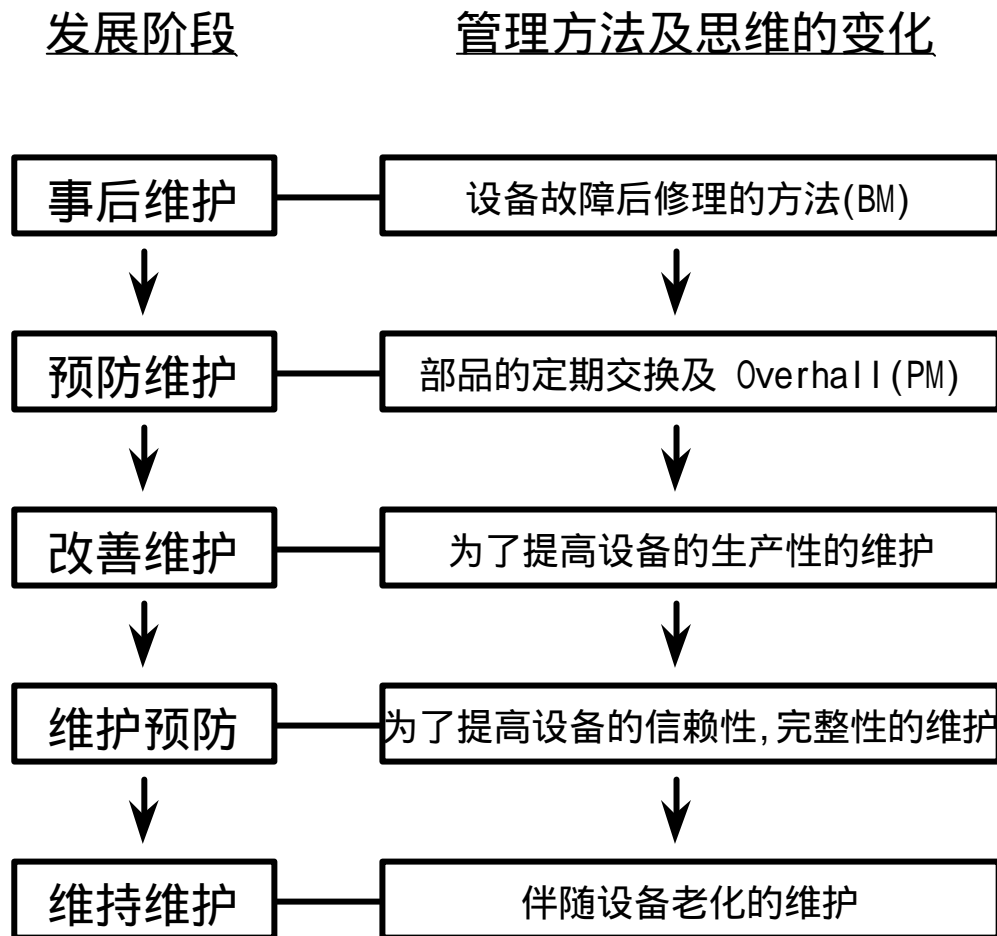 发展阶段 管理方法及思维的变化
事后维护 设备故障后修理的方法(BM)
预防维护 部品的定期交换及 Overhall(PM)
改善维护 为了提高设备的生产性的维护
维护预防 为了提高设备的信赖性,完整性的维护
维持维护 伴随设备老化的维护